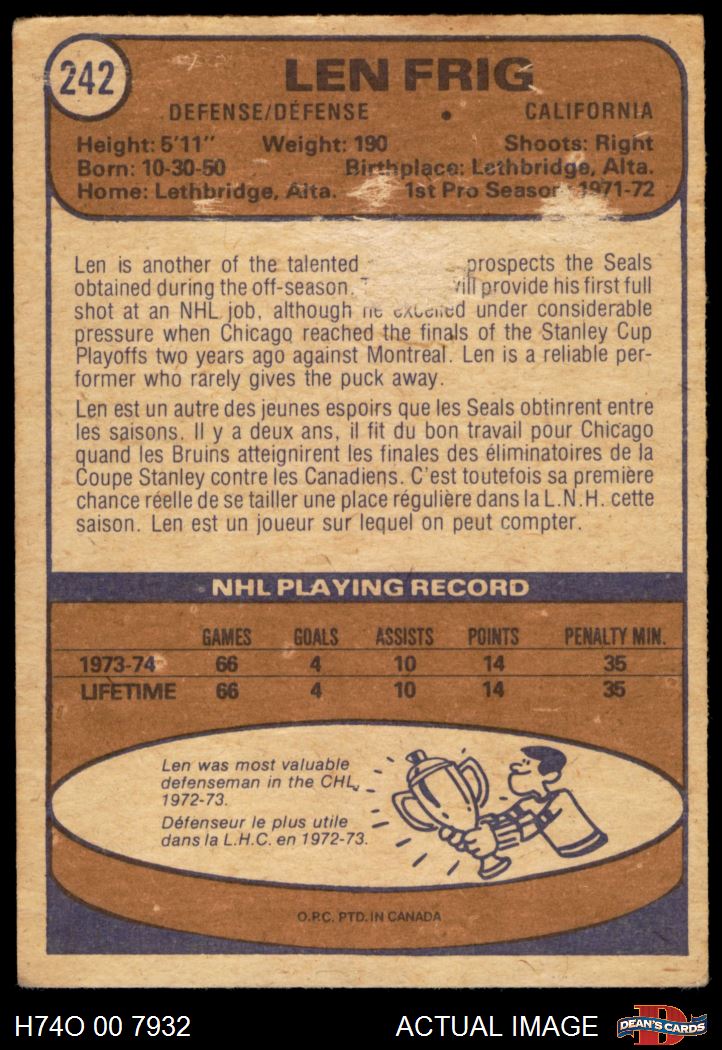 242
LEN FRIG
DEFENSE/DÉFENSE • CALIFORNIA
Height: 5'11" Weight: 190 Shoots: Right
Born: 10-30-50 Birthplace: Lethbridge, Alta.
Home: Lethbridge, Alta. 1st Pro Season: 1971-72
Len is another of the talented prospects the Seals
obtained during the off-season. will provide his first full
shot at an NHL job, although he excelled under considerable
pressure when Chicago reached the finals of the Stanley Cup
Playoffs two years ago against Montreal. Len is a reliable per-
former who rarely gives the puck away.
Len est un autre des jeunes espoirs que les Seals obtinrent entre
les saisons. Il y a deux ans, il fit du bon travail pour Chicago
quand les Bruins atteignirent les finales des éliminatoires de la
Coupe Stanley contre les Canadiens. C'est toutefois sa première
chance réelle de se tailler une place régulière dans la L.N.H. cette
saison. Len est un joueur sur lequel on peut compter.
NHL PLAYING RECORD
GAMES GOALS ASSISTS POINTS PENALTY MIN.
1973-74 66 4 10 14 35
LIFETIME 66 4 10 14 35
Len was most valuable
defenseman in the CHL,
1972-73.
Défenseur le plus utile
dans la L.H.C. en 1972-73.
O.P.C. PTD. IN CANADA
H74O 00 7932 ACTUAL IMAGE D DEAN'S CARDS